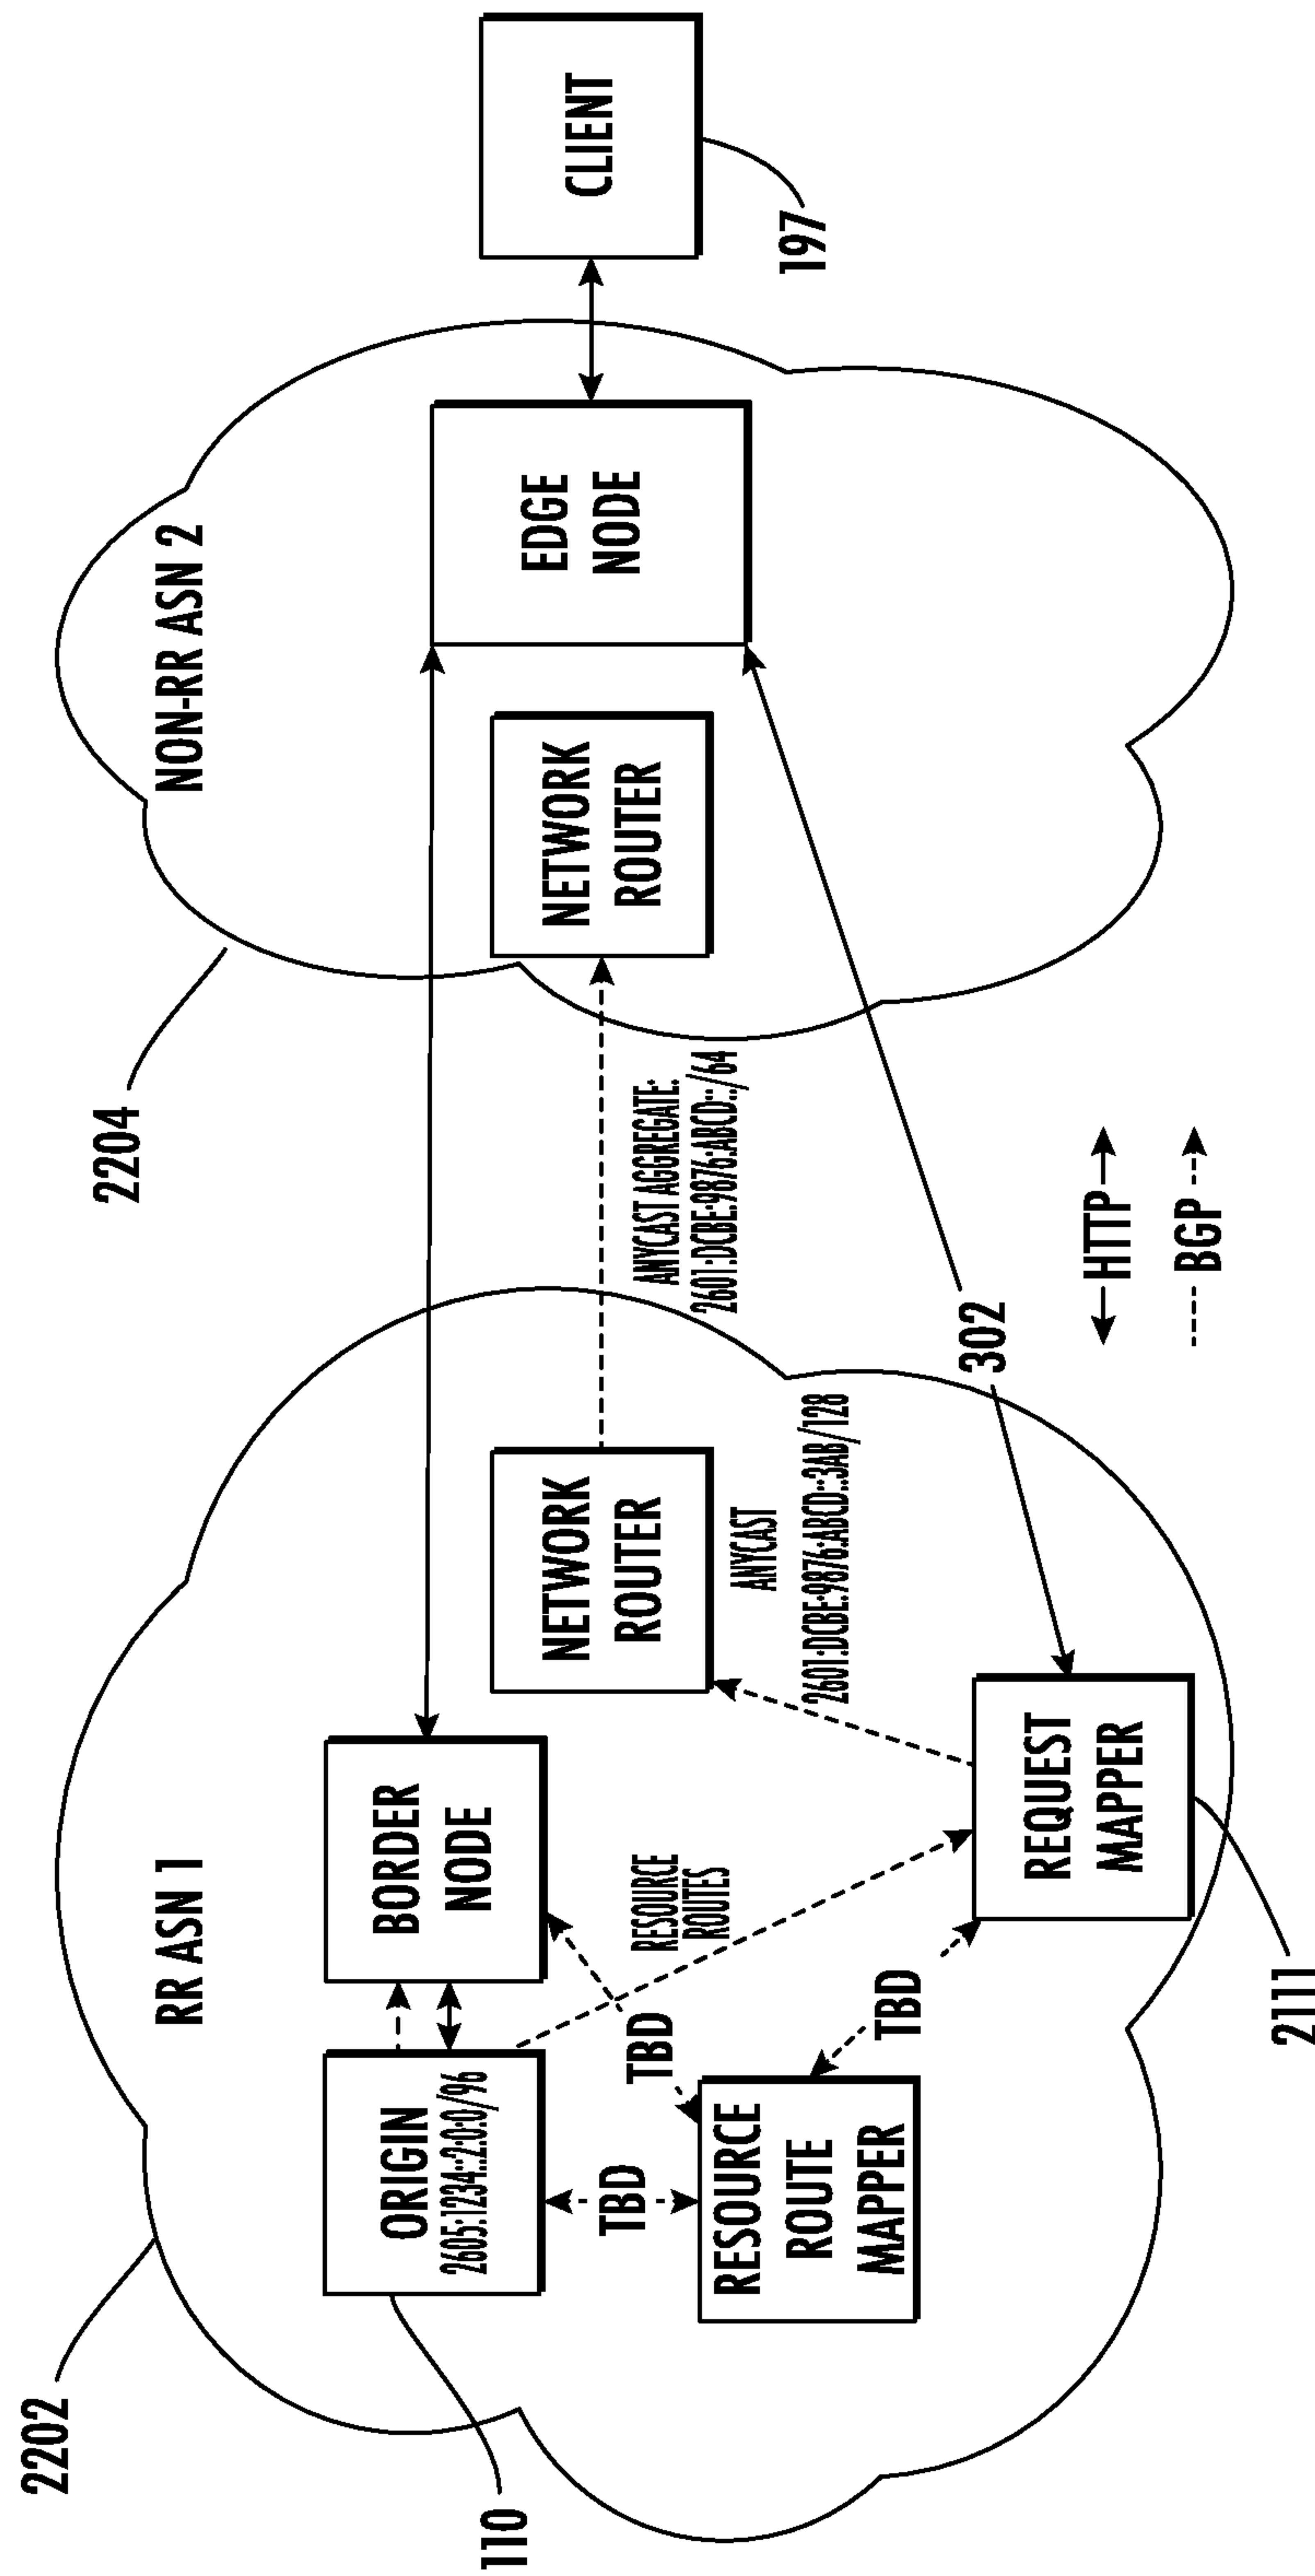 2202
RR ASN 1
110
ORIGIN
2605:1234::2:0:0/96
BORDER
NODE
TBD
TBD
RESOURCE
ROUTES
RESOURCE
ROUTE
MAPPER
TBD
REQUEST
MAPPER
2111
NETWORK
ROUTER
ANYCAST
2601:DCBE:9876:ABCD::3AB/128
302
2204
NON-RR ASN 2
ANYCAST AGGREGATE:
2601:DCBE:9876:ABCD::/64
NETWORK
ROUTER
EDGE
NODE
CLIENT
197
HTTP
BGP